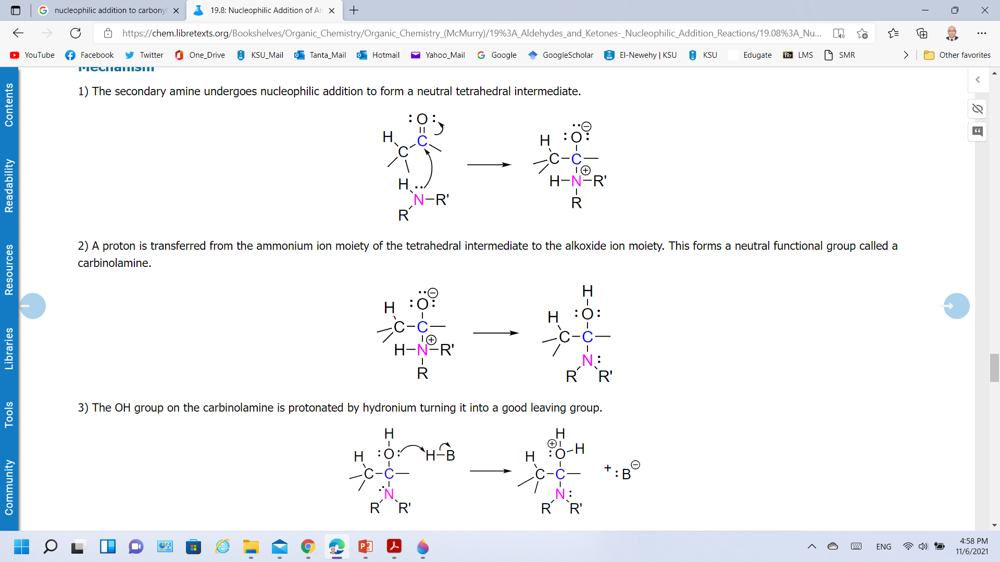 nucleophilic addition to carbony
19.8: Nucleophilic Addition of Am
https://chem.libretexts.org/Bookshelves/Organic_Chemistry/Organic_Chemistry_(McMurry)/19%3A_Aldehydes_and_Ketones-_Nucleophilic_Addition_Reactions/19.08%3A_Nu...
YouTube Facebook Twitter One_Drive KSU_Mail Tanta_Mail Hotmail Yahoo_Mail Google GoogleScholar El-Newehy | KSU KSU Edugate Bb LMS SMR Other favorites
Contents
Readability
Resources
Libraries
Tools
Community
Mechanism
1) The secondary amine undergoes nucleophilic addition to form a neutral tetrahedral intermediate.
:O:
H C
C
H
N–R'
R
H :O: ⊖
C–C
⊕
H–N–R'
R
2) A proton is transferred from the ammonium ion moiety of the tetrahedral intermediate to the alkoxide ion moiety. This forms a neutral functional group called a
carbinolamine.
H :O: ⊖
C–C
⊕
H–N–R'
R
H
H :O:
C–C
N:
R R'
3) The OH group on the carbinolamine is protonated by hydronium turning it into a good leaving group.
H
H :O: H–B
C–C
N
R R'
H
⊕
H :O–H
C–C
N:
R R'
+ :B ⊖
ENG
4:58 PM
11/6/2021